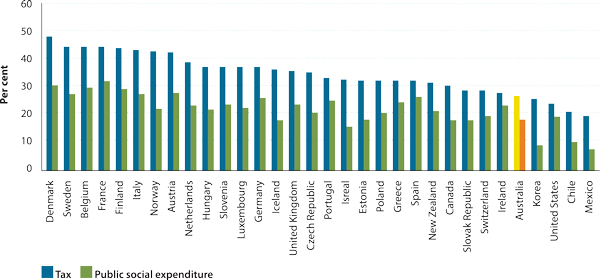 60
50
40
30
20
10
0
Per cent
Denmark
Sweden
Belgium
France
Finland
Italy
Norway
Austria
Netherlands
Hungary
Slovenia
Luxembourg
Germany
Iceland
United Kingdom
Czech Republic
Portugal
Isreal
Estonia
Poland
Greece
Spain
New Zealand
Canada
Slovak Republic
Switzerland
Ireland
Australia
Korea
United States
Chile
Mexico
Tax Public social expenditure